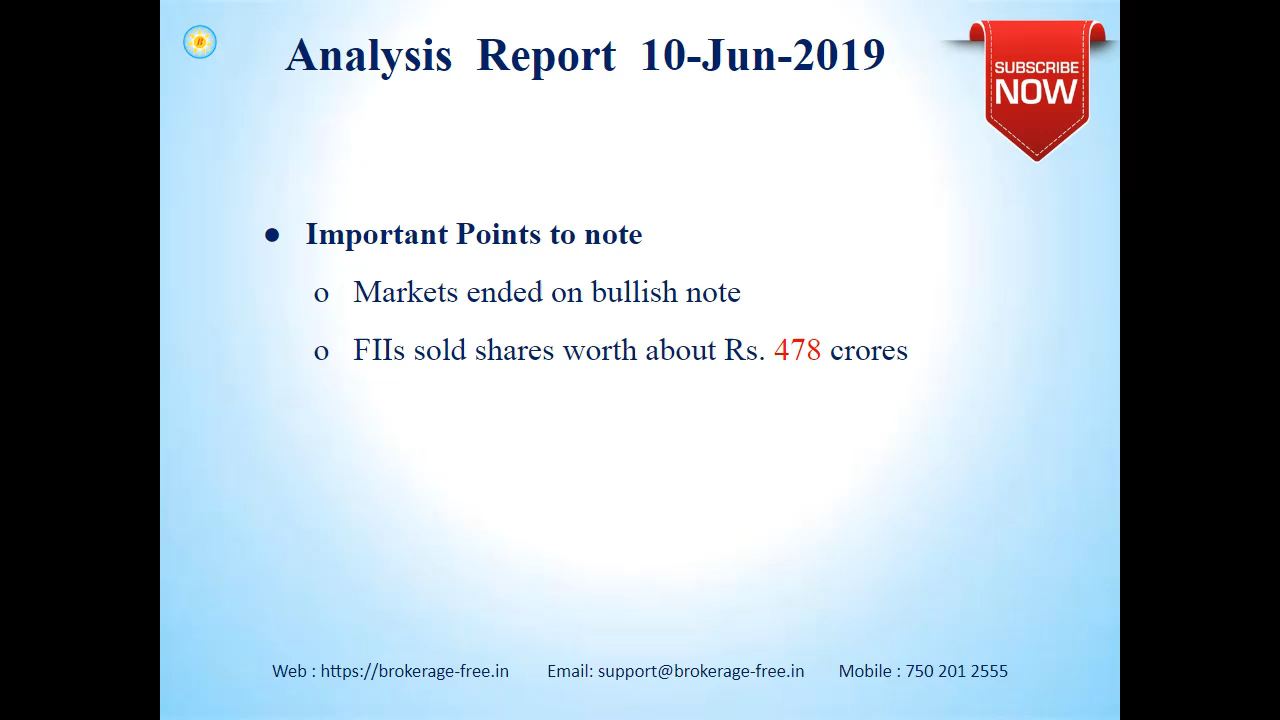 Analysis Report 10-Jun-2019
SUBSCRIBE
NOW
● Important Points to note
o Markets ended on bullish note
o FIIs sold shares worth about Rs. 478 crores
Web : https://brokerage-free.in Email: support@brokerage-free.in Mobile : 750 201 2555